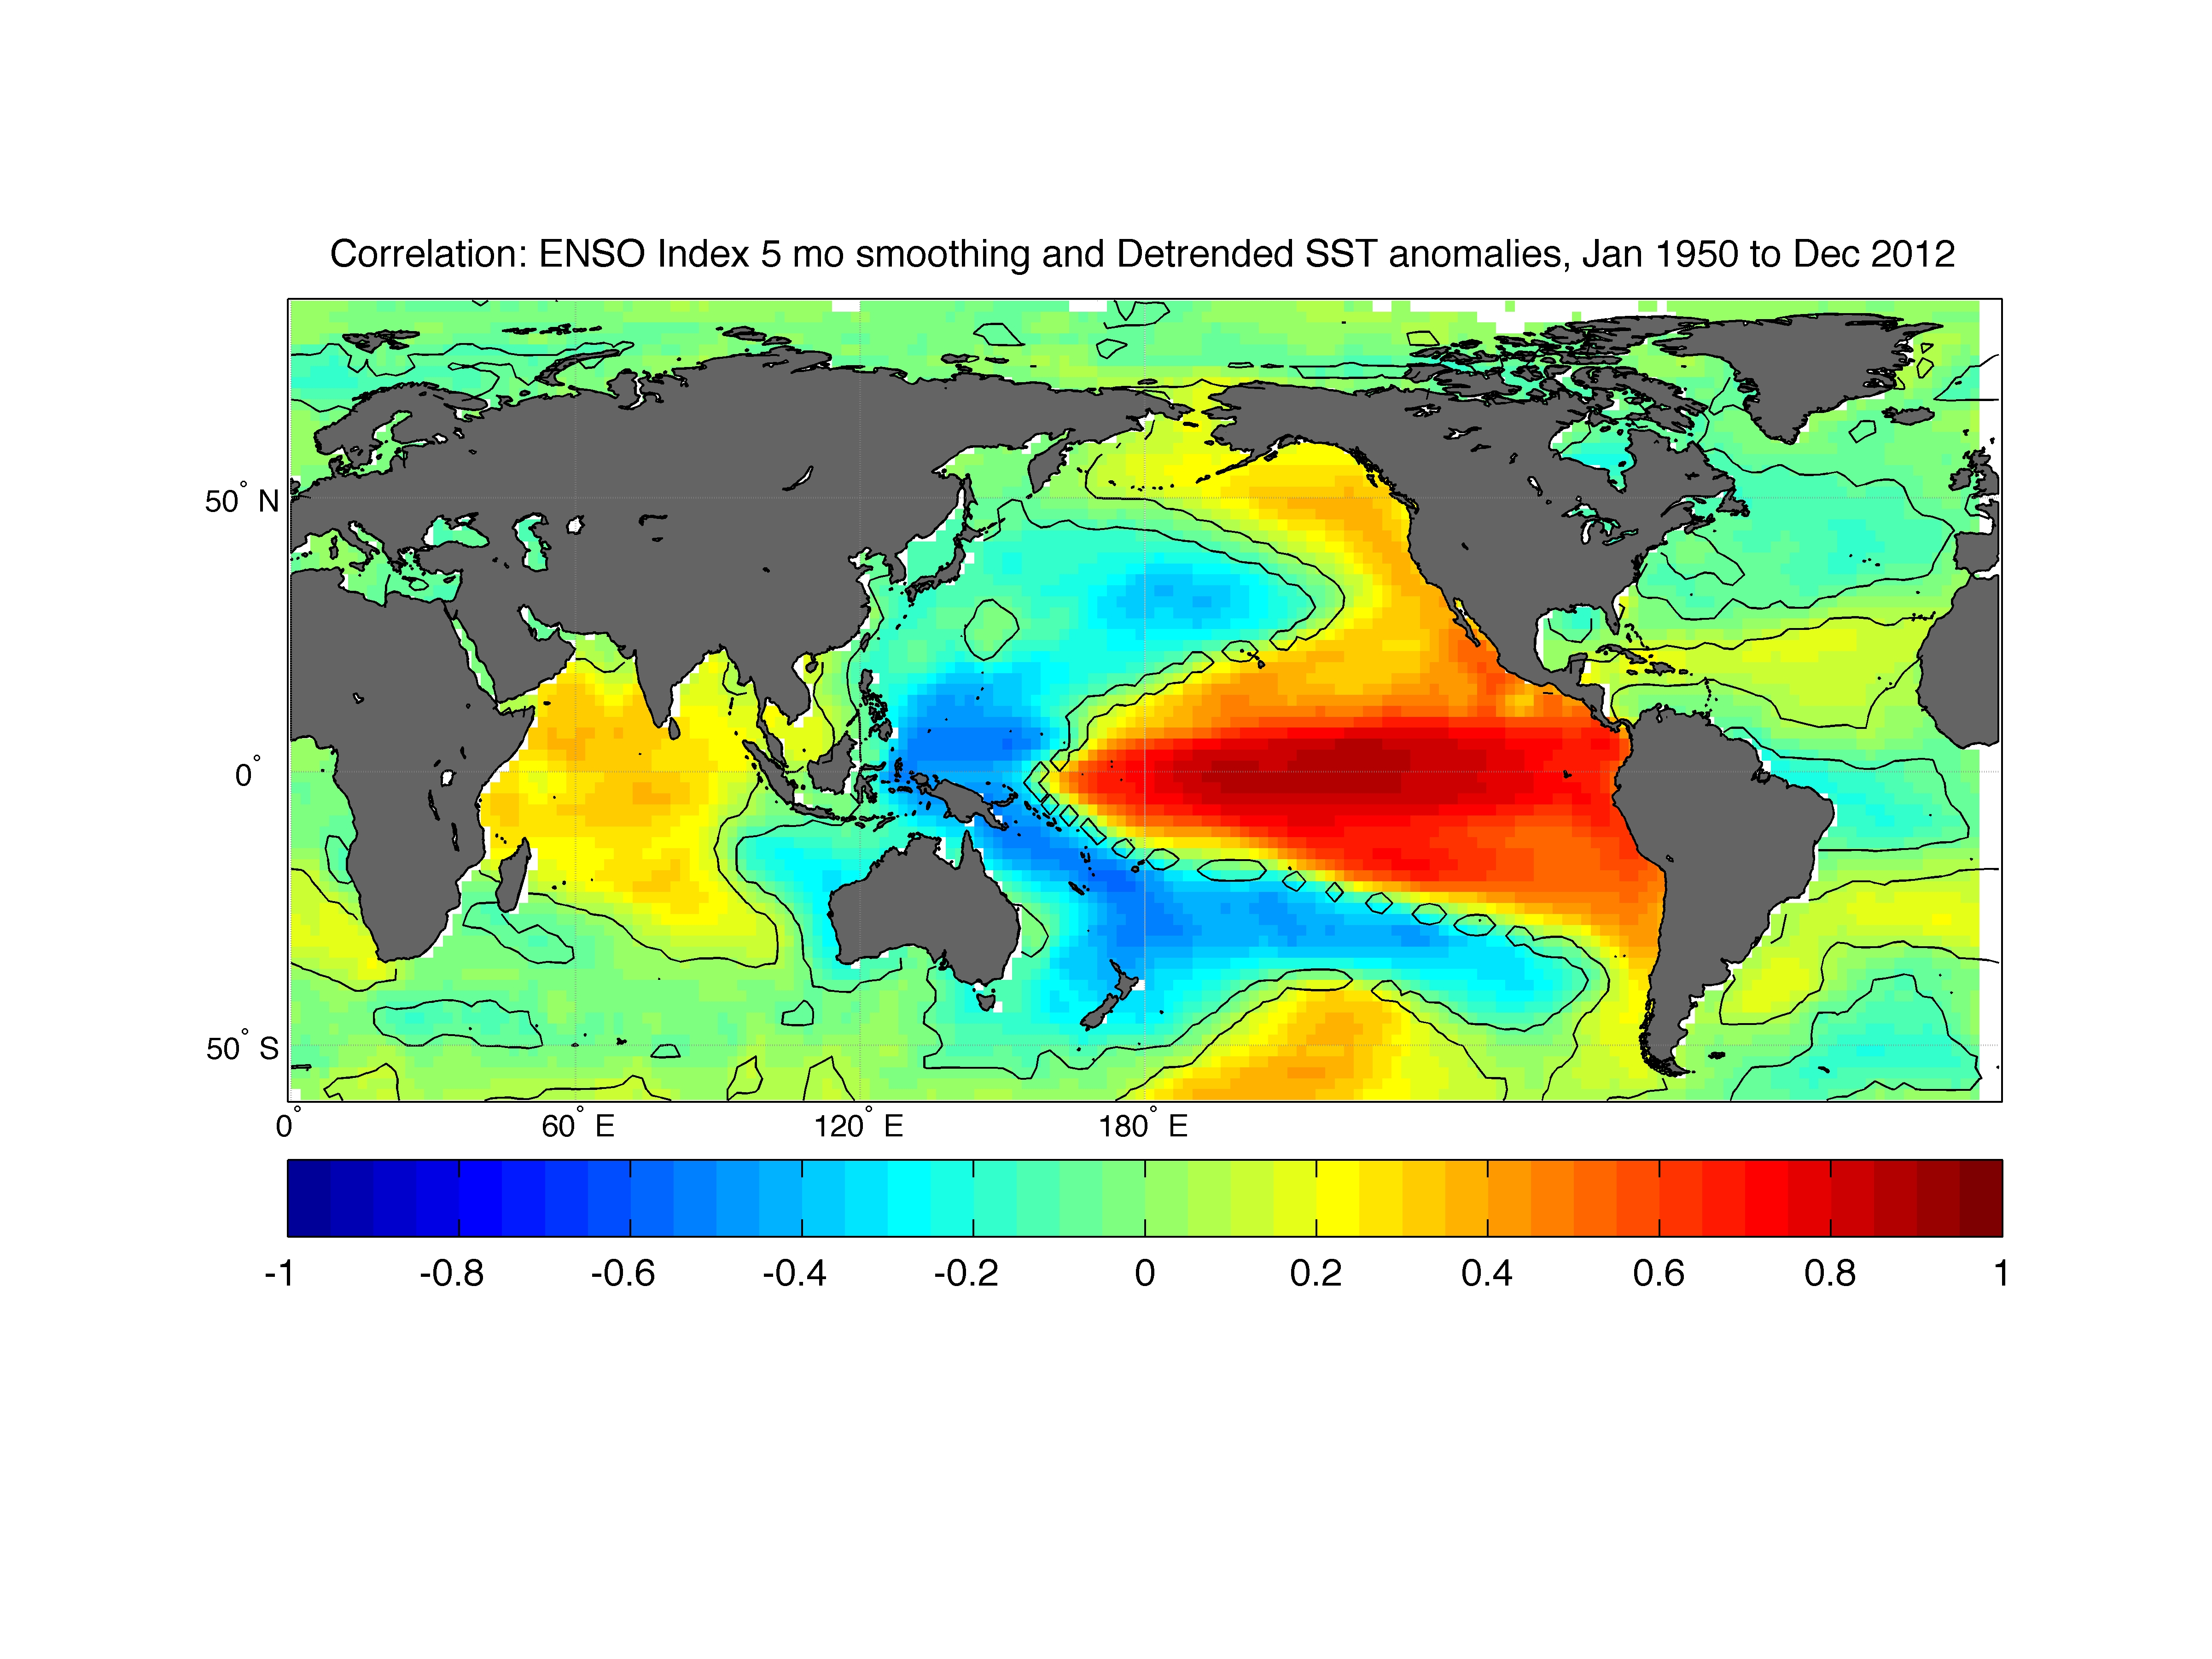 Correlation: ENSO Index 5 mo smoothing and Detrended SST anomalies, Jan 1950 to Dec 2012
50° N
0°
50° S
0° 60° E 120° E 180° E
-1 -0.8 -0.6 -0.4 -0.2 0 0.2 0.4 0.6 0.8 1